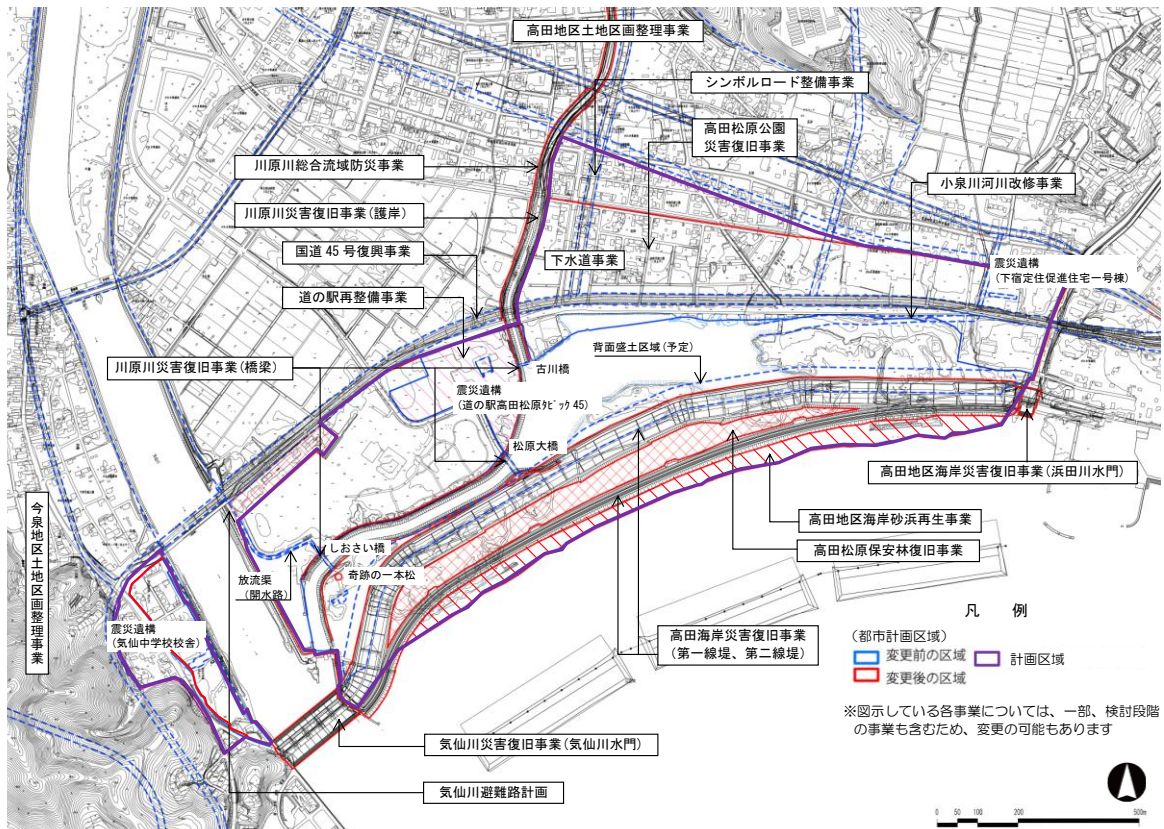 高田地区土地区画整理事業
シンボルロード整備事業
高田松原公園
災害復旧事業
川原川総合流域防災事業
小泉川河川改修事業
川原川災害復旧事業(護岸)
国道45号復興事業
下水道事業
震災遺構
(下宿定住促進住宅一号棟)
道の駅再整備事業
背面盛土区域(予定)
川原川災害復旧事業(橋梁)
古川橋
震災遺構
(道の駅高田松原タピック45)
松原大橋
高田地区海岸災害復旧事業(浜田川水門)
今泉地区土地区画整理事業
高田地区海岸砂浜再生事業
しおさい橋
高田松原保安林復旧事業
放流渠
(開水路)
奇跡の一本松
凡 例
震災遺構
(気仙中学校校舎)
高田海岸災害復旧事業
(第一線堤、第二線堤)
(都市計画区域)
変更前の区域
計画区域
変更後の区域
※図示している各事業については、一部、検討段階
の事業も含むため、変更の可能もあります
気仙川災害復旧事業(気仙川水門)
気仙川避難路計画
0 50 100 200 500m